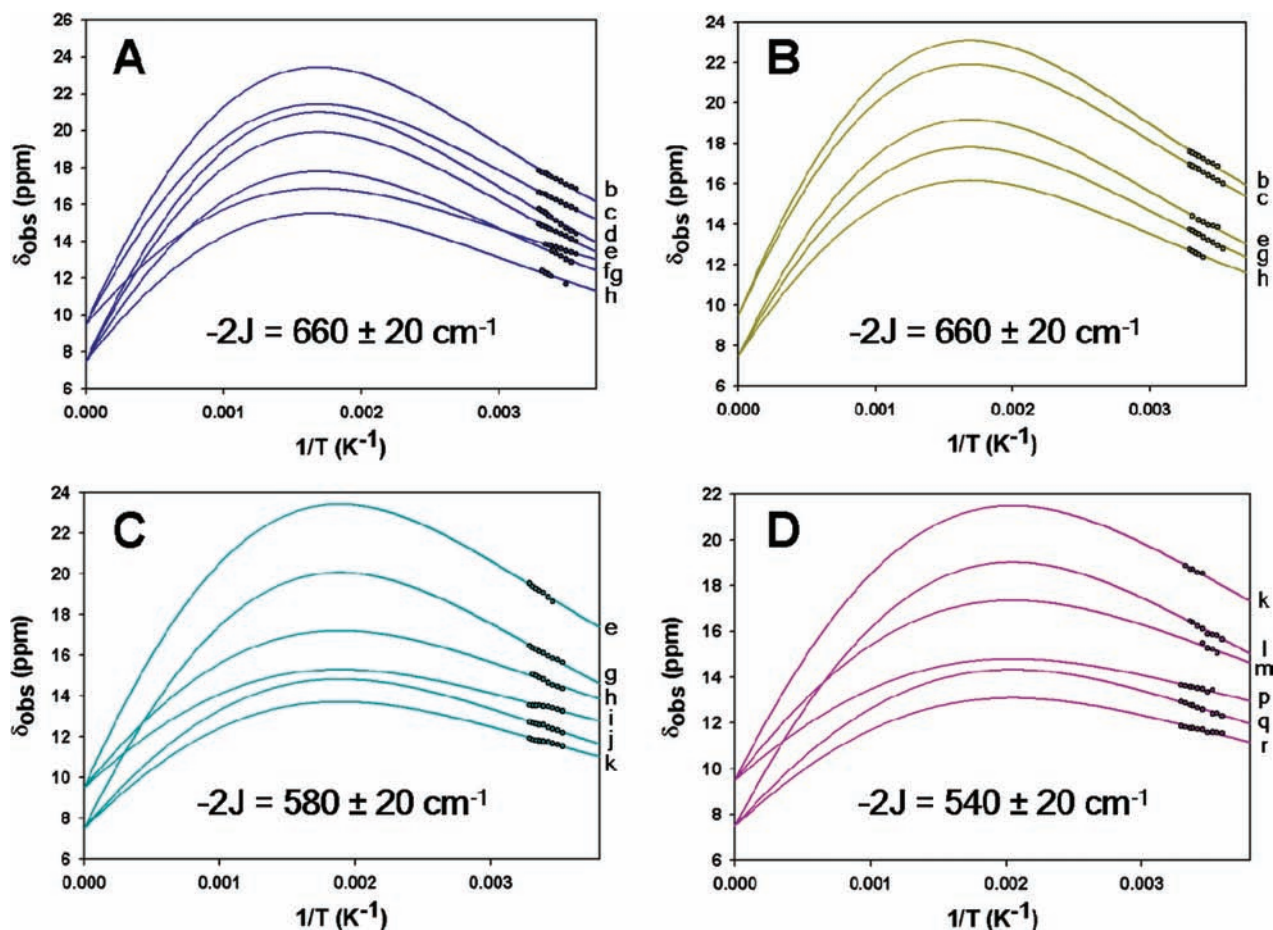 A
δobs (ppm)
26
24
22
20
18
16
14
12
10
8
6
b
c
d
e
fg
h
-2J = 660 ± 20 cm-1
0.000
0.001
0.002
0.003
1/T (K-1)
B
δobs (ppm)
24
22
20
18
16
14
12
10
8
6
b
c
e
g
h
-2J = 660 ± 20 cm-1
0.000
0.001
0.002
0.003
1/T (K-1)
C
δobs (ppm)
24
22
20
18
16
14
12
10
8
6
e
g
h
i
j
k
-2J = 580 ± 20 cm-1
0.000
0.001
0.002
0.003
1/T (K-1)
D
δobs (ppm)
22
20
18
16
14
12
10
8
6
k
l
m
p
q
r
-2J = 540 ± 20 cm-1
0.000
0.001
0.002
0.003
1/T (K-1)